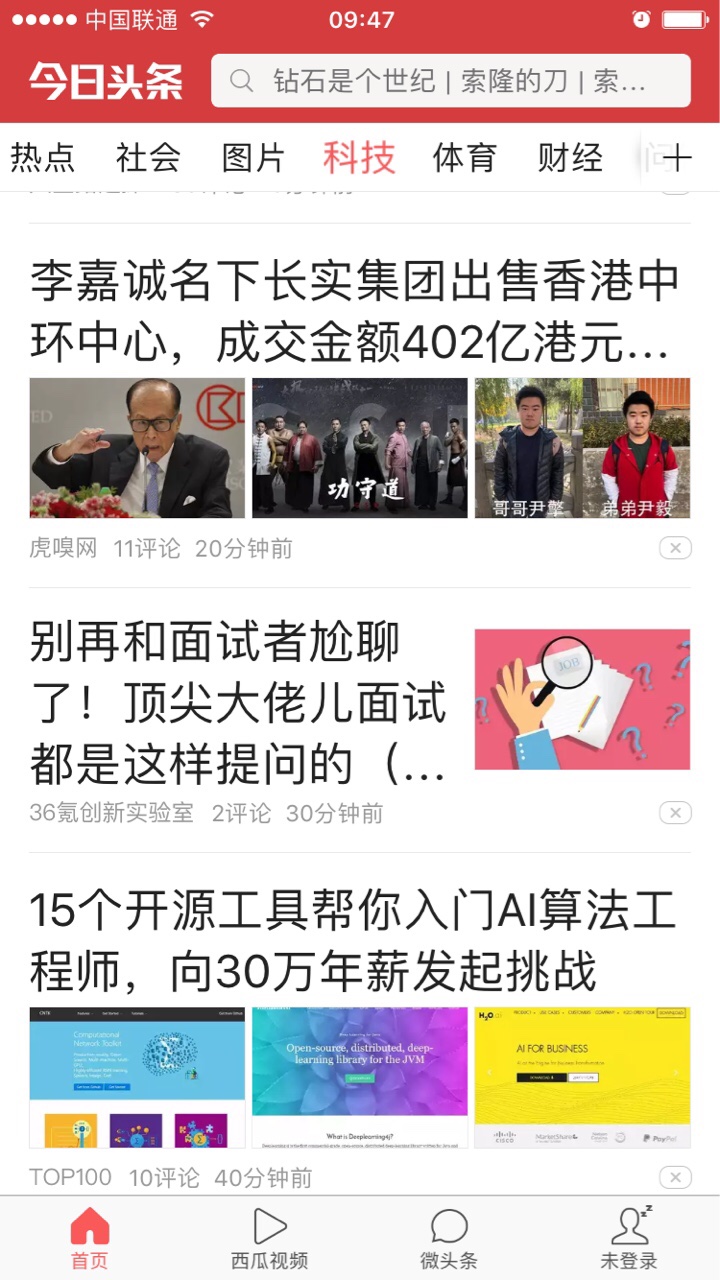 中国联通
09:47
今日头条
钻石是个世纪 | 索隆的刀 | 索...
热点 社会 图片 科技 体育 财经
李嘉诚名下长实集团出售香港中
环中心，成交金额402亿港元...
功守道
哥哥尹擎 弟弟尹毅
虎嗅网 11评论 20分钟前
别再和面试者尬聊
了！顶尖大佬儿面试
都是这样提问的（...
JOB
36氪创新实验室 2评论 30分钟前
15个开源工具帮你入门AI算法工
程师，向30万年薪发起挑战
CNTK
Computational
Network Toolkit
Open-source, distributed, deep-
learning library for the JVM
What is Deeplearning4j?
H2O
AI FOR BUSINESS
CISCO
MarketShare
PayPal
TOP100 10评论 40分钟前
首页 西瓜视频 微头条 未登录